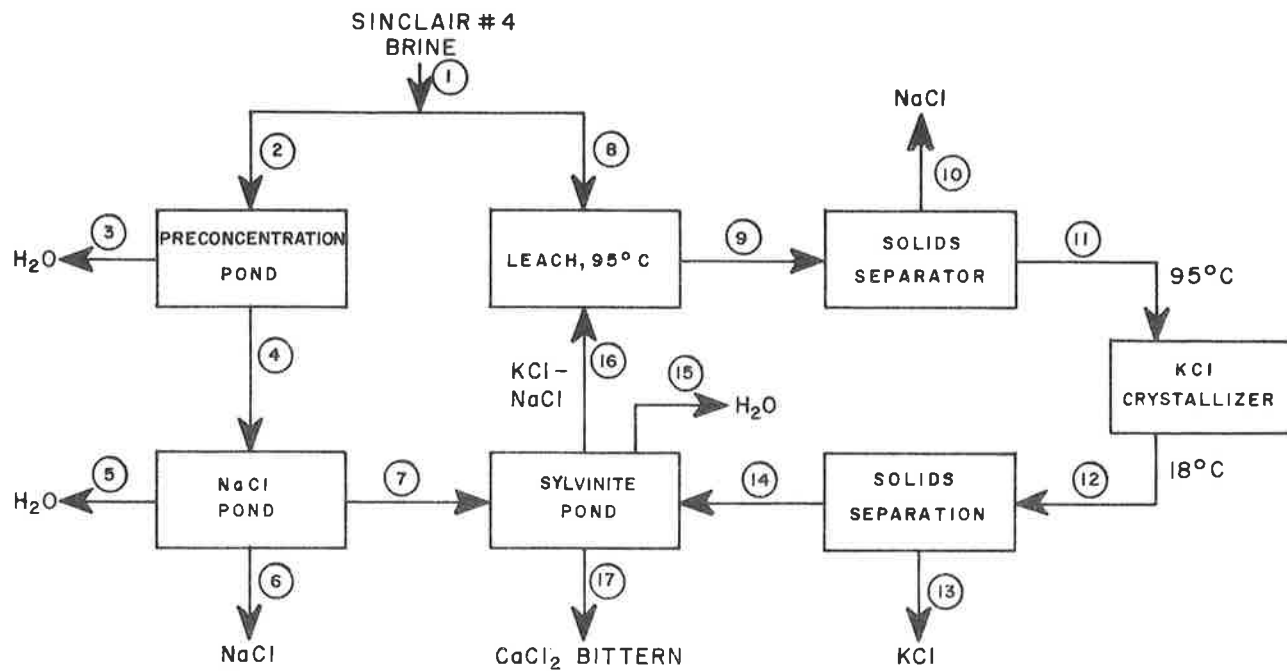 SINCLAIR #4
BRINE
1
NaCl
2
8
10
3
H2O
PRECONCENTRATION
POND
LEACH, 95°C
9
SOLIDS
SEPARATOR
11
95°C
4
16
KCl–
NaCl
15
H2O
KCl
CRYSTALLIZER
18°C
5
H2O
NaCl
POND
7
SYLVINITE
POND
14
SOLIDS
SEPARATION
12
6
17
13
NaCl
CaCl2 BITTERN
KCl